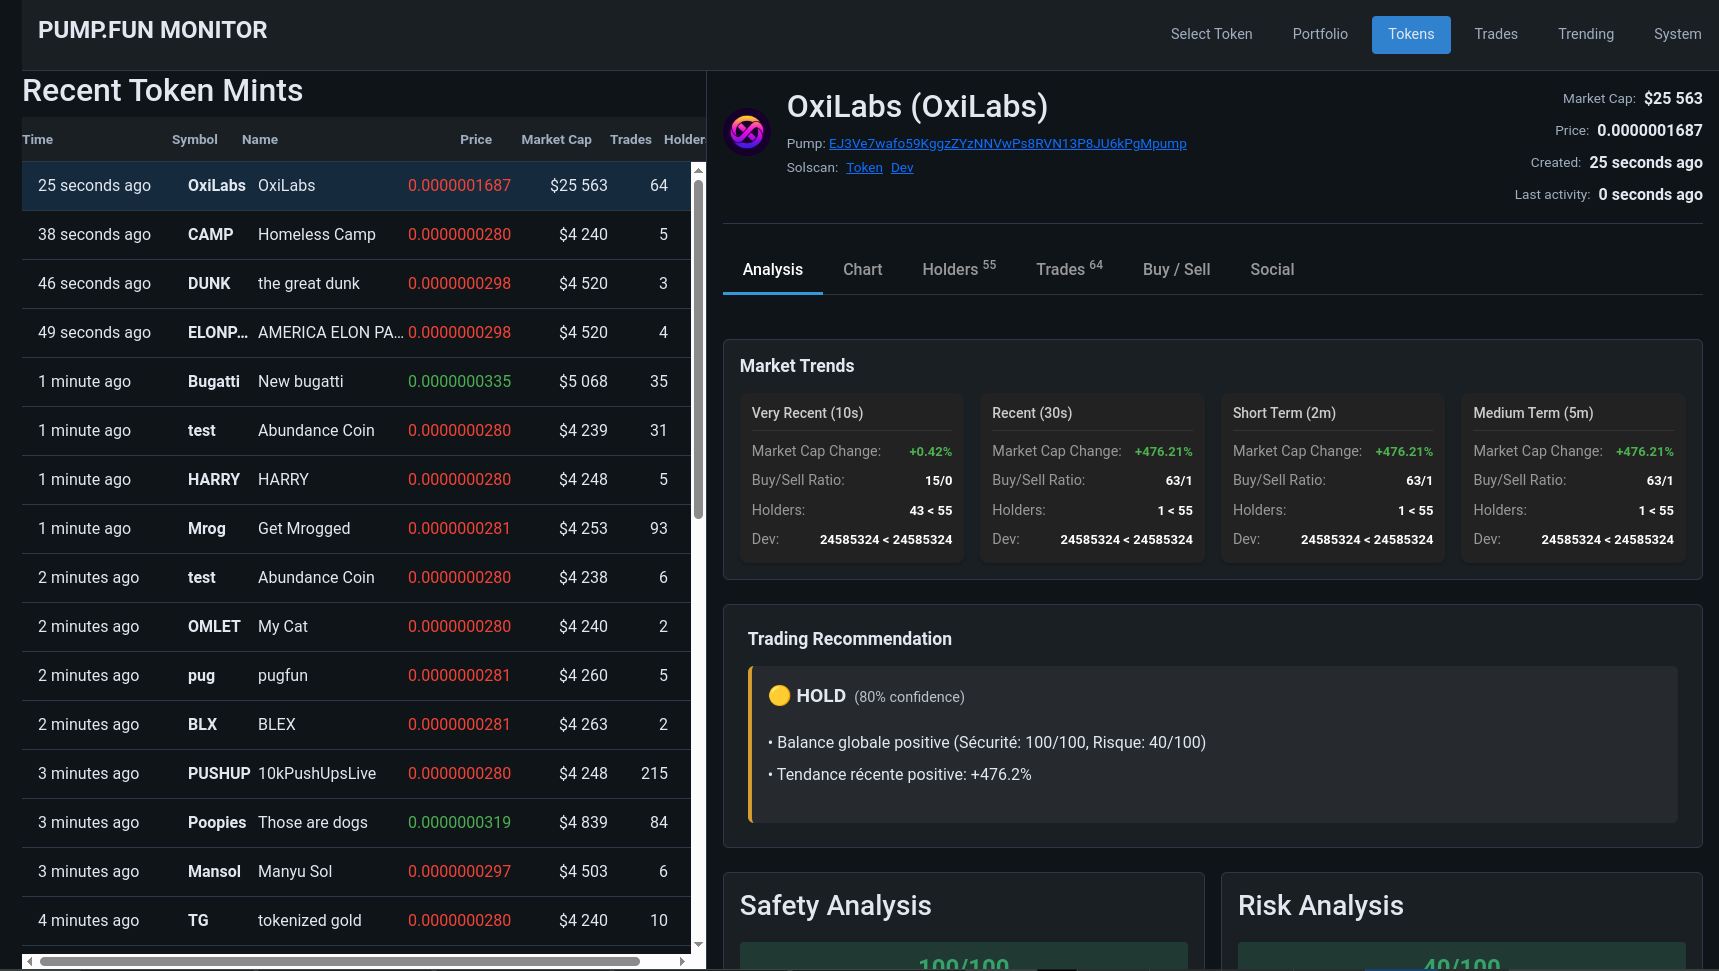 PUMP.FUN MONITOR
Select Token Portfolio Tokens Trades Trending System
Recent Token Mints
Time Symbol Name Price Market Cap Trades Holder
25 seconds ago OxiLabs OxiLabs 0.0000001687 $25 563 64
38 seconds ago CAMP Homeless Camp 0.0000000280 $4 240 5
46 seconds ago DUNK the great dunk 0.0000000298 $4 520 3
49 seconds ago ELONP... AMERICA ELON PA... 0.0000000298 $4 520 4
1 minute ago Bugatti New bugatti 0.0000000335 $5 068 35
1 minute ago test Abundance Coin 0.0000000280 $4 239 31
1 minute ago HARRY HARRY 0.0000000280 $4 248 5
1 minute ago Mrog Get Mrogged 0.0000000281 $4 253 93
2 minutes ago test Abundance Coin 0.0000000280 $4 238 6
2 minutes ago OMLET My Cat 0.0000000280 $4 240 2
2 minutes ago pug pugfun 0.0000000281 $4 260 5
2 minutes ago BLX BLEX 0.0000000281 $4 263 2
3 minutes ago PUSHUP 10kPushUpsLive 0.0000000280 $4 248 215
3 minutes ago Poopies Those are dogs 0.0000000319 $4 839 84
3 minutes ago Mansol Manyu Sol 0.0000000297 $4 503 6
4 minutes ago TG tokenized gold 0.0000000280 $4 240 10
OxiLabs (OxiLabs)
Pump: EJ3Ve7wafo59KggzZYzNNVwPs8RVN13P8JU6kPgMpump
Solscan: Token Dev
Market Cap: $25 563
Price: 0.0000001687
Created: 25 seconds ago
Last activity: 0 seconds ago
Analysis Chart Holders 55 Trades 64 Buy / Sell Social
Market Trends
Very Recent (10s)
Market Cap Change: +0.42%
Buy/Sell Ratio: 15/0
Holders: 43 < 55
Dev: 24585324 < 24585324
Recent (30s)
Market Cap Change: +476.21%
Buy/Sell Ratio: 63/1
Holders: 1 < 55
Dev: 24585324 < 24585324
Short Term (2m)
Market Cap Change: +476.21%
Buy/Sell Ratio: 63/1
Holders: 1 < 55
Dev: 24585324 < 24585324
Medium Term (5m)
Market Cap Change: +476.21%
Buy/Sell Ratio: 63/1
Holders: 1 < 55
Dev: 24585324 < 24585324
Trading Recommendation
🟡 HOLD (80% confidence)
• Balance globale positive (Sécurité: 100/100, Risque: 40/100)
• Tendance récente positive: +476.2%
Safety Analysis
100/100
Risk Analysis
40/100